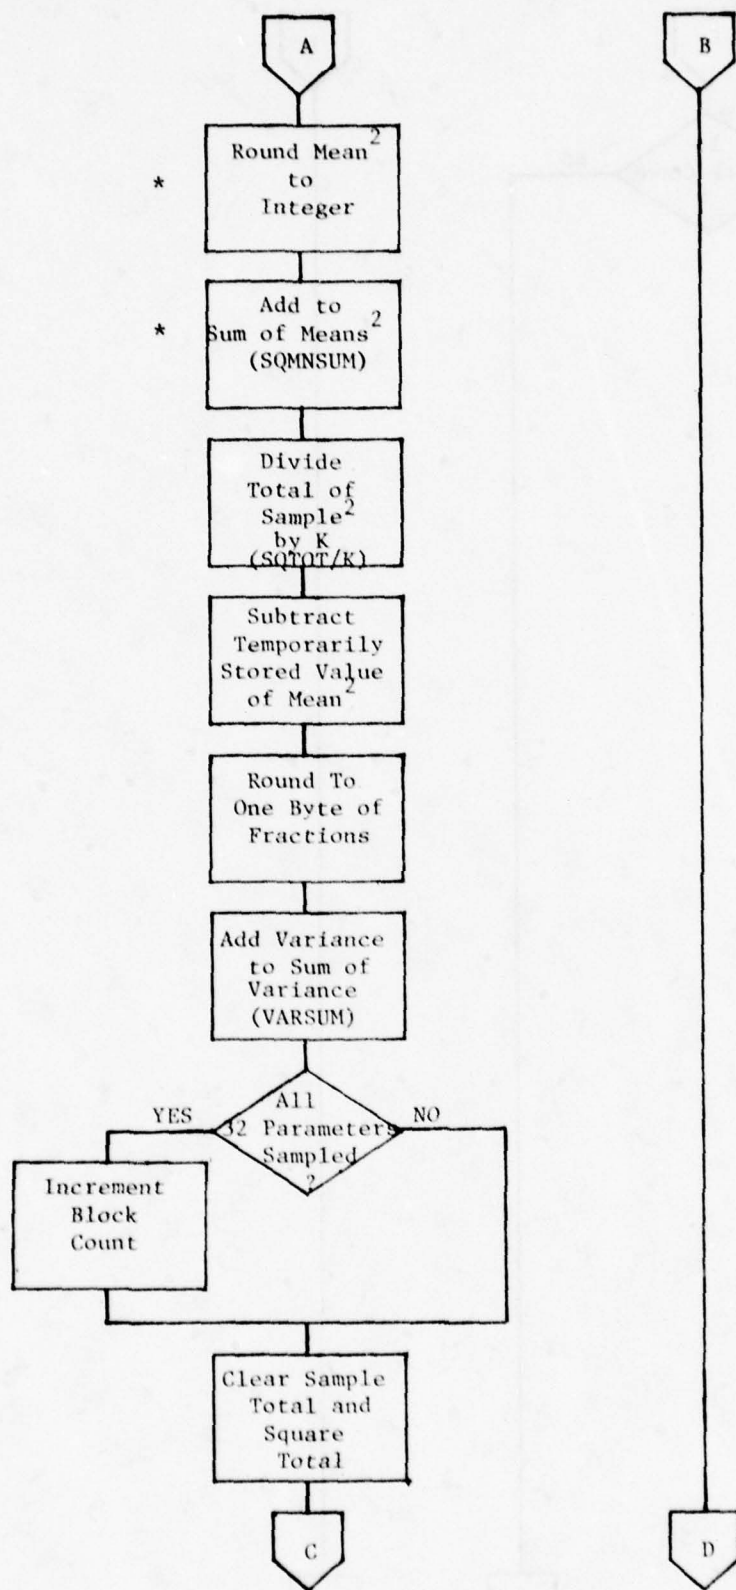 A
B
Round Mean²
to
Integer
*
Add to
Sum of Means²
(SQMNSUM)
*
Divide
Total of
Sample²
by K
(SQTOT/K)
Subtract
Temporarily
Stored Value
of Mean²
Round To
One Byte of
Fractions
Add Variance
to Sum of
Variance
(VARSUM)
All
32 Parameters
Sampled
?
YES
NO
Increment
Block
Count
Clear Sample
Total and
Square
Total
C
D